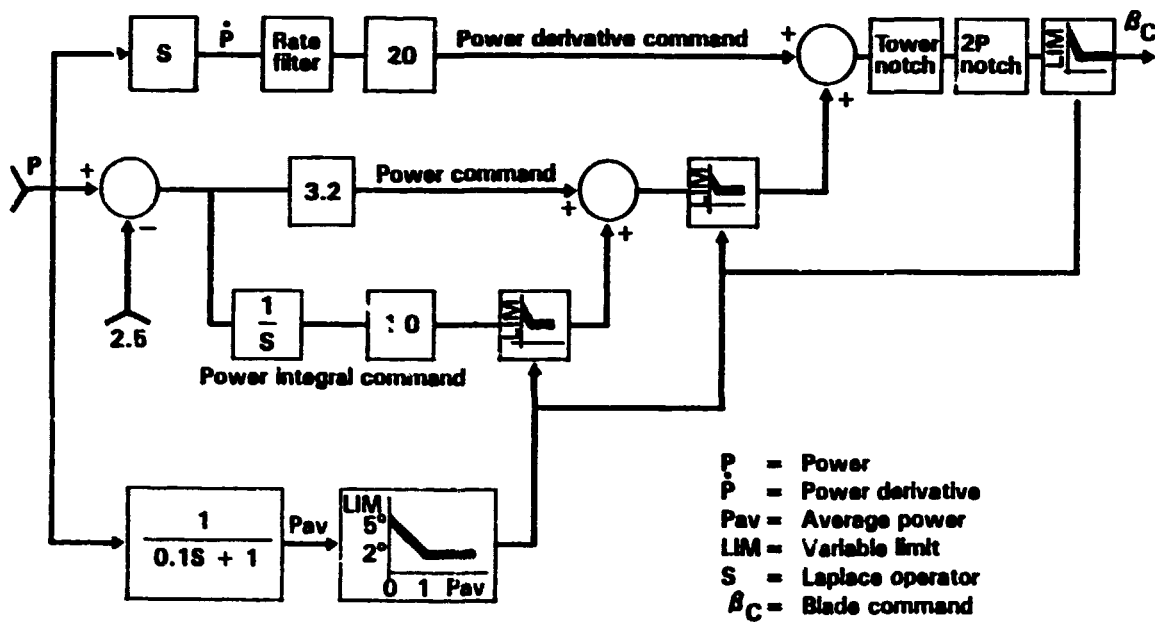 S
Ṗ
Rate
filter
20
Power derivative command
+
+
Tower
notch
2P
notch
LIM
βC
P
+
−
2.5
3.2
Power command
+
+
LIM
1
S
Power integral command
LIM
1
0.1S + 1
Pav
LIM
5°
2°
0 1 Pav
P = Power
Ṗ = Power derivative
Pav = Average power
LIM = Variable limit
S = Laplace operator
βC = Blade command